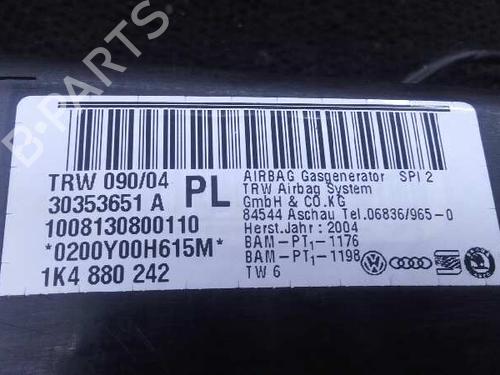 B-PARTS
TRW 090/04 PL
30353651 A
1008130800110
*0200Y00H615M*
1K4 880 242
AIRBAG Gasgenerator SPI 2
TRW Airbag System
GmbH & CO.KG
84544 Aschau Tel.06836/965-0
Herst.Jahr: 2004
BAM-PT1-1176
BAM-PT1-1198
TW 6